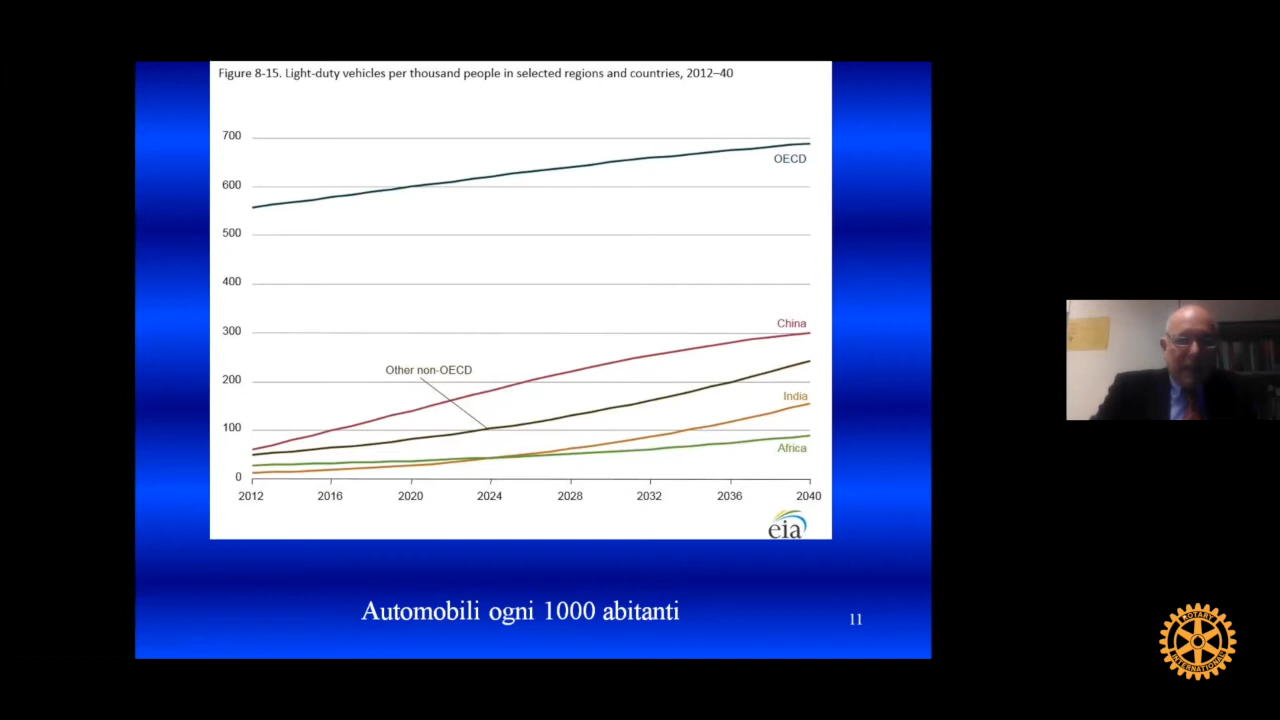 Figure 8-15. Light-duty vehicles per thousand people in selected regions and countries, 2012–40
700
OECD
600
500
400
300
China
Other non-OECD
200
India
100
Africa
0
2012 2016 2020 2024 2028 2032 2036 2040
eia
Automobili ogni 1000 abitanti
11
ROTARY
INTERNATIONAL